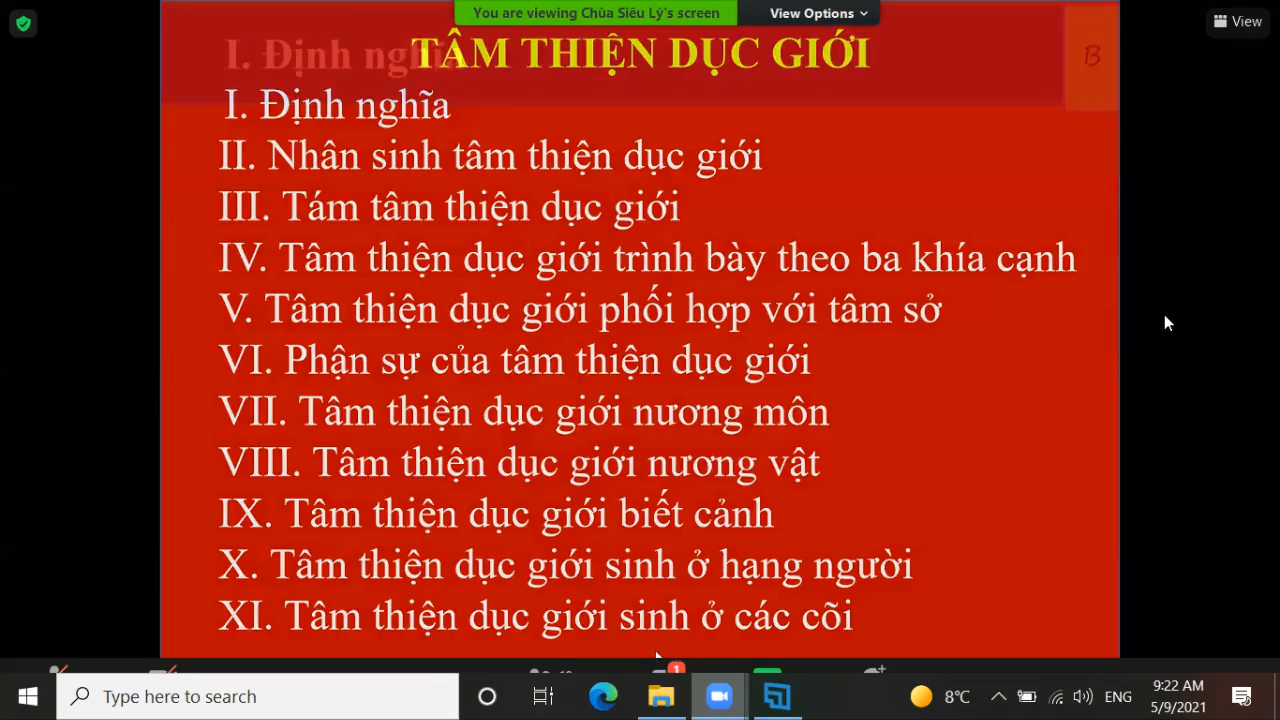 You are viewing Chùa Siêu Lý's screen
View Options
View
I. Định nghĩa
TÂM THIỆN DỤC GIỚI
B
I. Định nghĩa
II. Nhân sinh tâm thiện dục giới
III. Tám tâm thiện dục giới
IV. Tâm thiện dục giới trình bày theo ba khía cạnh
V. Tâm thiện dục giới phối hợp với tâm sở
VI. Phận sự của tâm thiện dục giới
VII. Tâm thiện dục giới nương môn
VIII. Tâm thiện dục giới nương vật
IX. Tâm thiện dục giới biết cảnh
X. Tâm thiện dục giới sinh ở hạng người
XI. Tâm thiện dục giới sinh ở các cõi
1
Type here to search
8°C
ENG
9:22 AM
5/9/2021